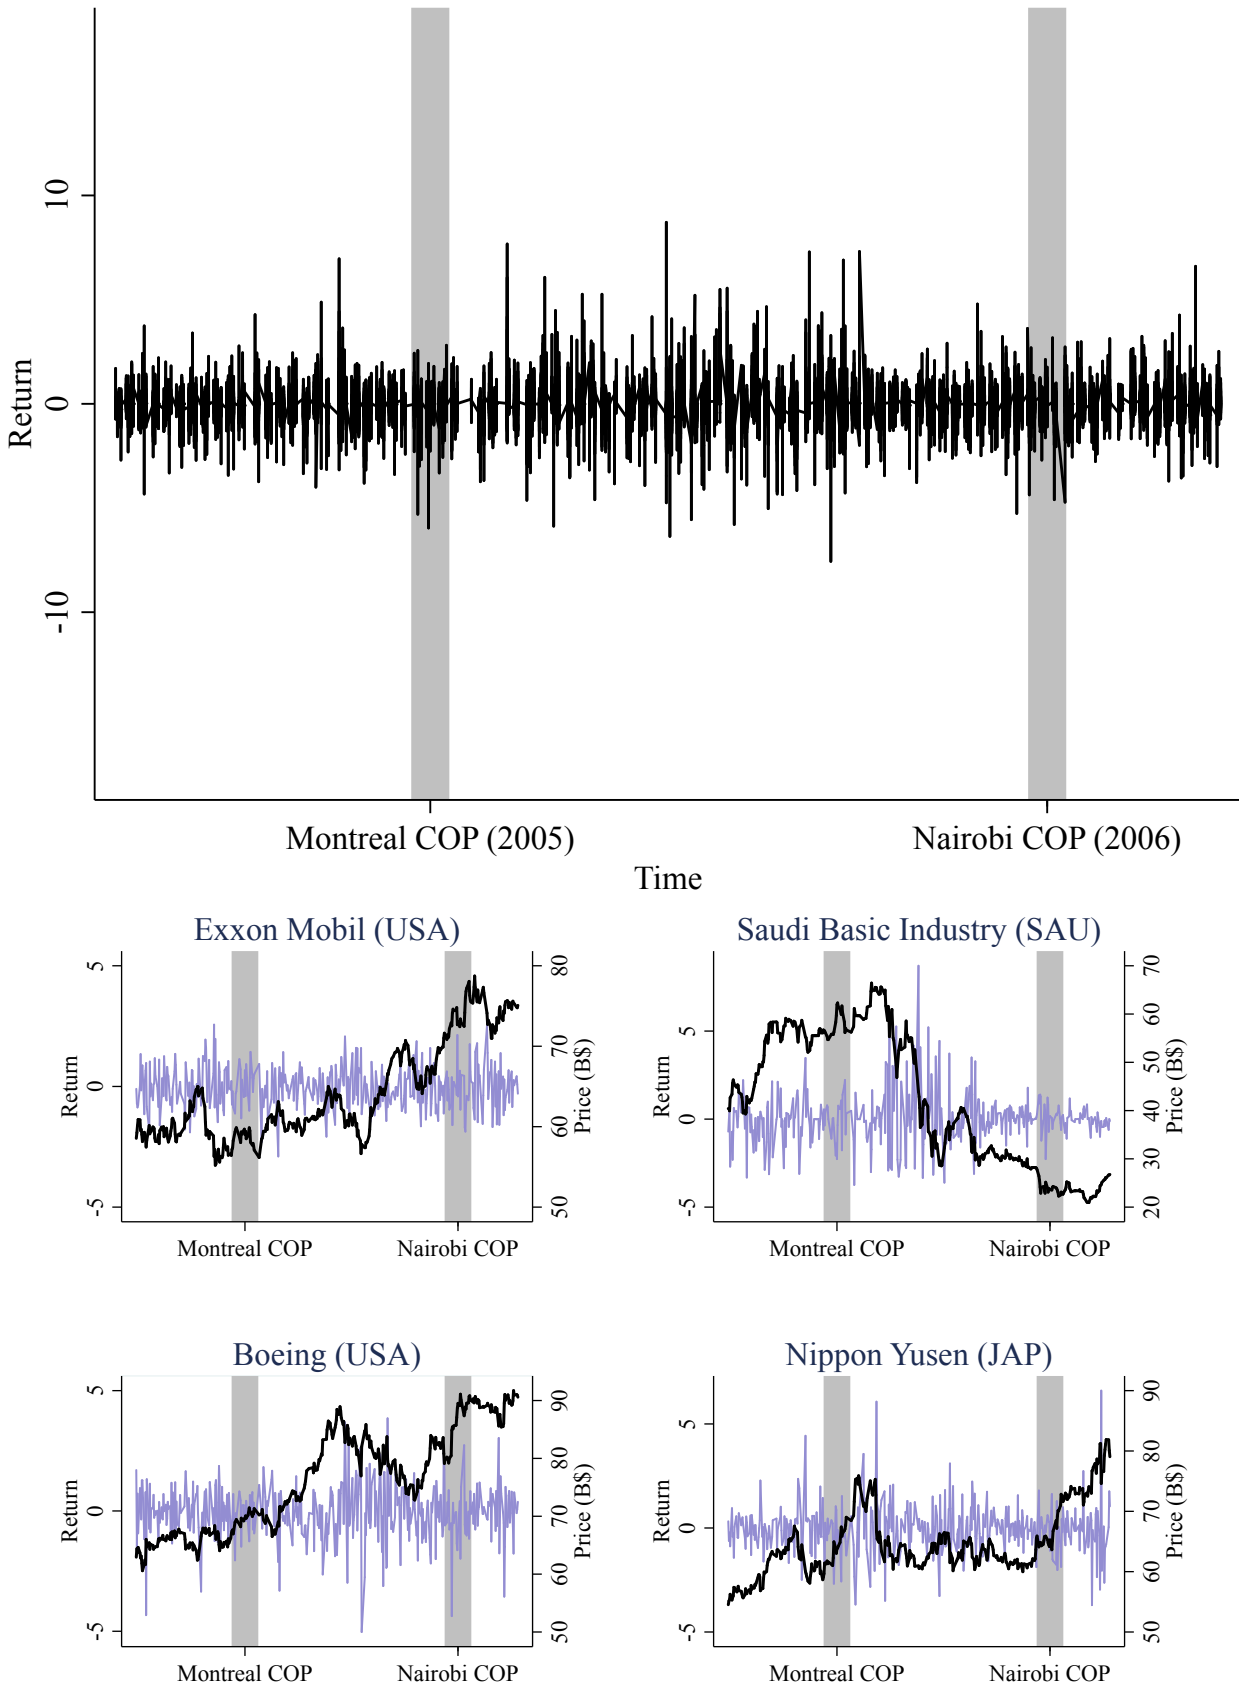 10
0
-10
Return
Montreal COP (2005)
Nairobi COP (2006)
Time
Exxon Mobil (USA)
5
0
-5
Return
80
70
60
50
Price (B$)
Montreal COP
Nairobi COP
Saudi Basic Industry (SAU)
5
0
-5
Return
70
60
50
40
30
20
Price (B$)
Montreal COP
Nairobi COP
Boeing (USA)
5
0
-5
Return
90
80
70
60
50
Price (B$)
Montreal COP
Nairobi COP
Nippon Yusen (JAP)
5
0
-5
Return
90
80
70
60
50
Price (B$)
Montreal COP
Nairobi COP